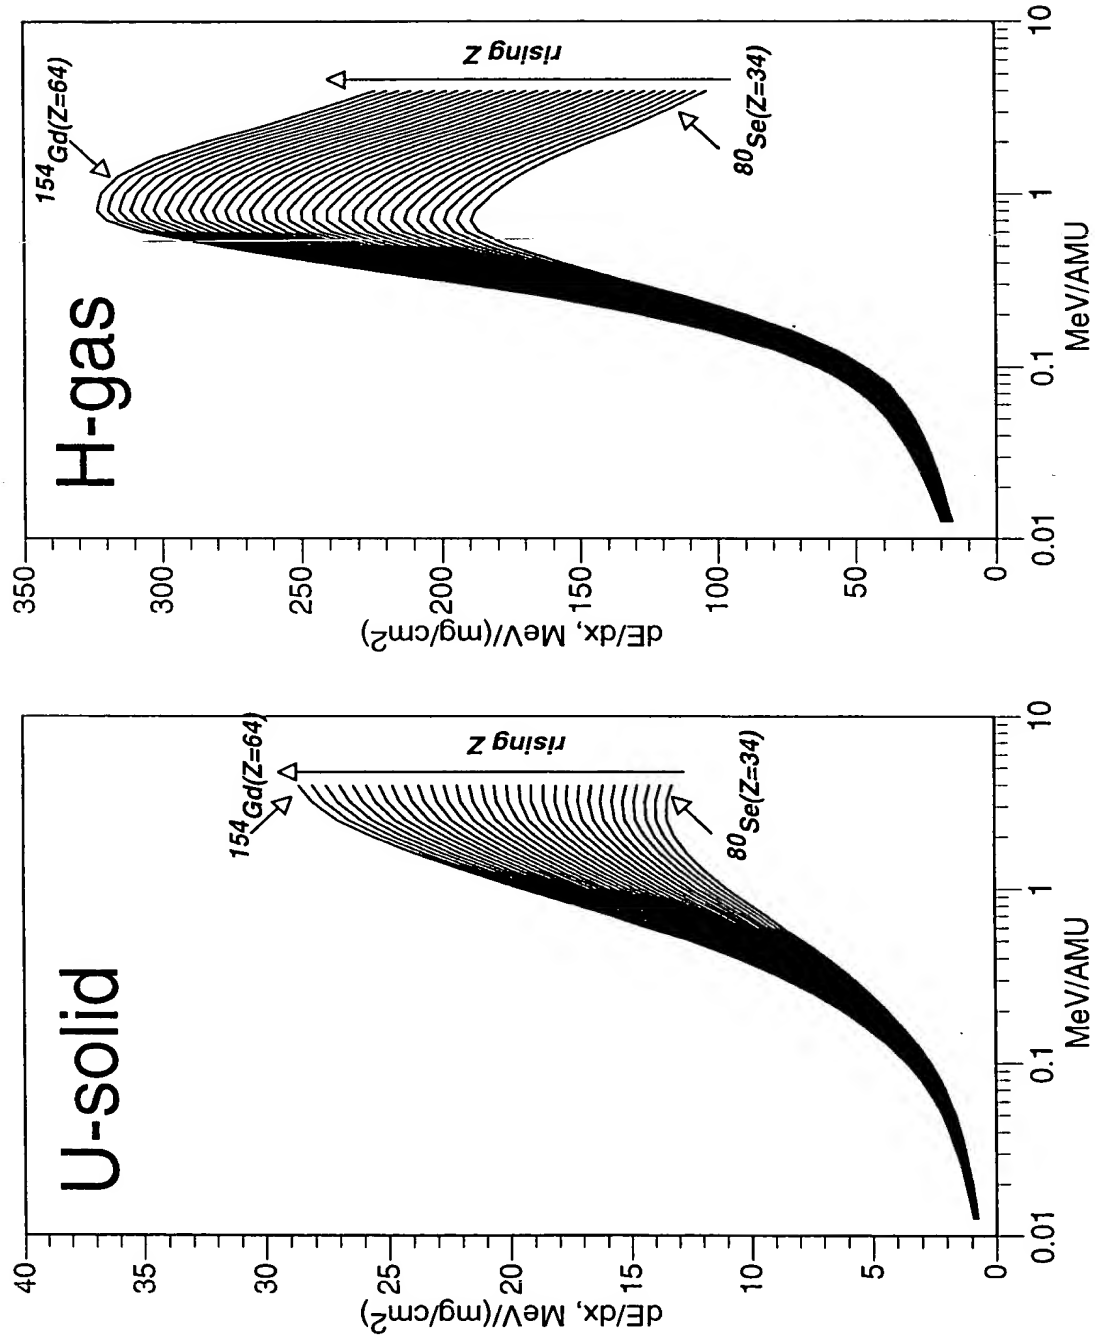 U-solid
dE/dx, MeV/(mg/cm²)
40
35
30
25
20
15
10
5
0
0.01
0.1
1
10
MeV/AMU
¹⁵⁴Gd(Z=64)
rising Z
⁸⁰Se(Z=34)
H-gas
dE/dx, MeV/(mg/cm²)
350
300
250
200
150
100
50
0
0.01
0.1
1
10
MeV/AMU
¹⁵⁴Gd(Z=64)
rising Z
⁸⁰Se(Z=34)